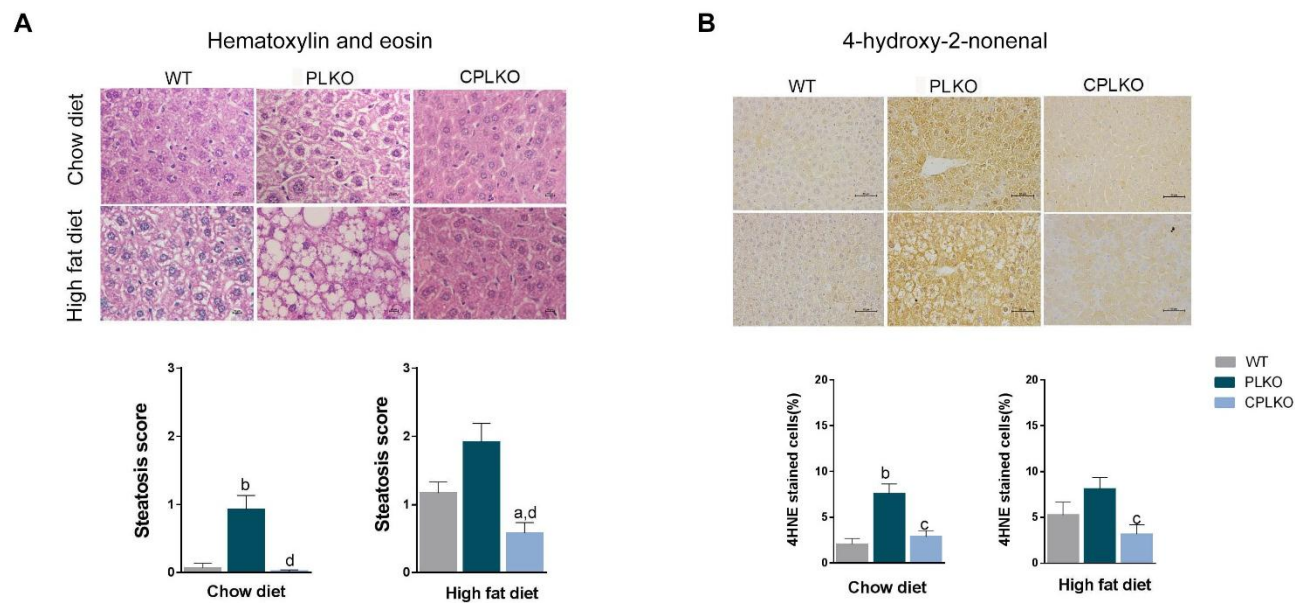 A
Hematoxylin and eosin
WT PLKO CPLKO
Chow diet
High fat diet
Steatosis score
3
2
1
0
b
d
Chow diet
Steatosis score
3
2
1
0
a,d
High fat diet
B
4-hydroxy-2-nonenal
WT PLKO CPLKO
4HNE stained cells(%)
20
15
10
5
0
b
c
Chow diet
4HNE stained cells(%)
20
15
10
5
0
c
High fat diet
WT
PLKO
CPLKO